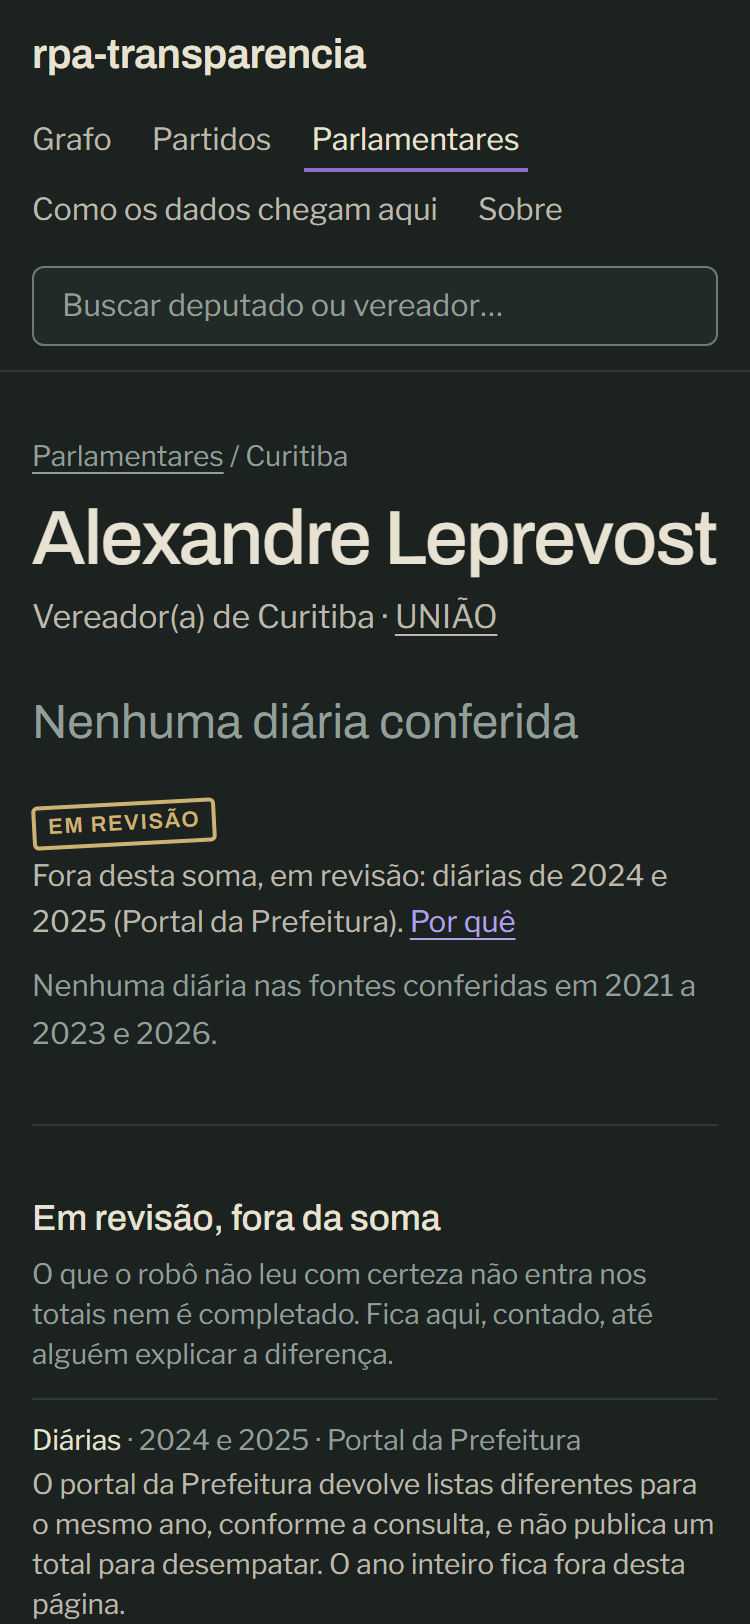 rpa-transparencia
Grafo Partidos Parlamentares
Como os dados chegam aqui Sobre
Buscar deputado ou vereador...
Parlamentares / Curitiba
Alexandre Leprevost
Vereador(a) de Curitiba · UNIÃO
Nenhuma diária conferida
EM REVISÃO
Fora desta soma, em revisão: diárias de 2024 e
2025 (Portal da Prefeitura). Por quê
Nenhuma diária nas fontes conferidas em 2021 a
2023 e 2026.
Em revisão, fora da soma
O que o robô não leu com certeza não entra nos
totais nem é completado. Fica aqui, contado, até
alguém explicar a diferença.
Diárias · 2024 e 2025 · Portal da Prefeitura
O portal da Prefeitura devolve listas diferentes para
o mesmo ano, conforme a consulta, e não publica um
total para desempatar. O ano inteiro fica fora desta
página.